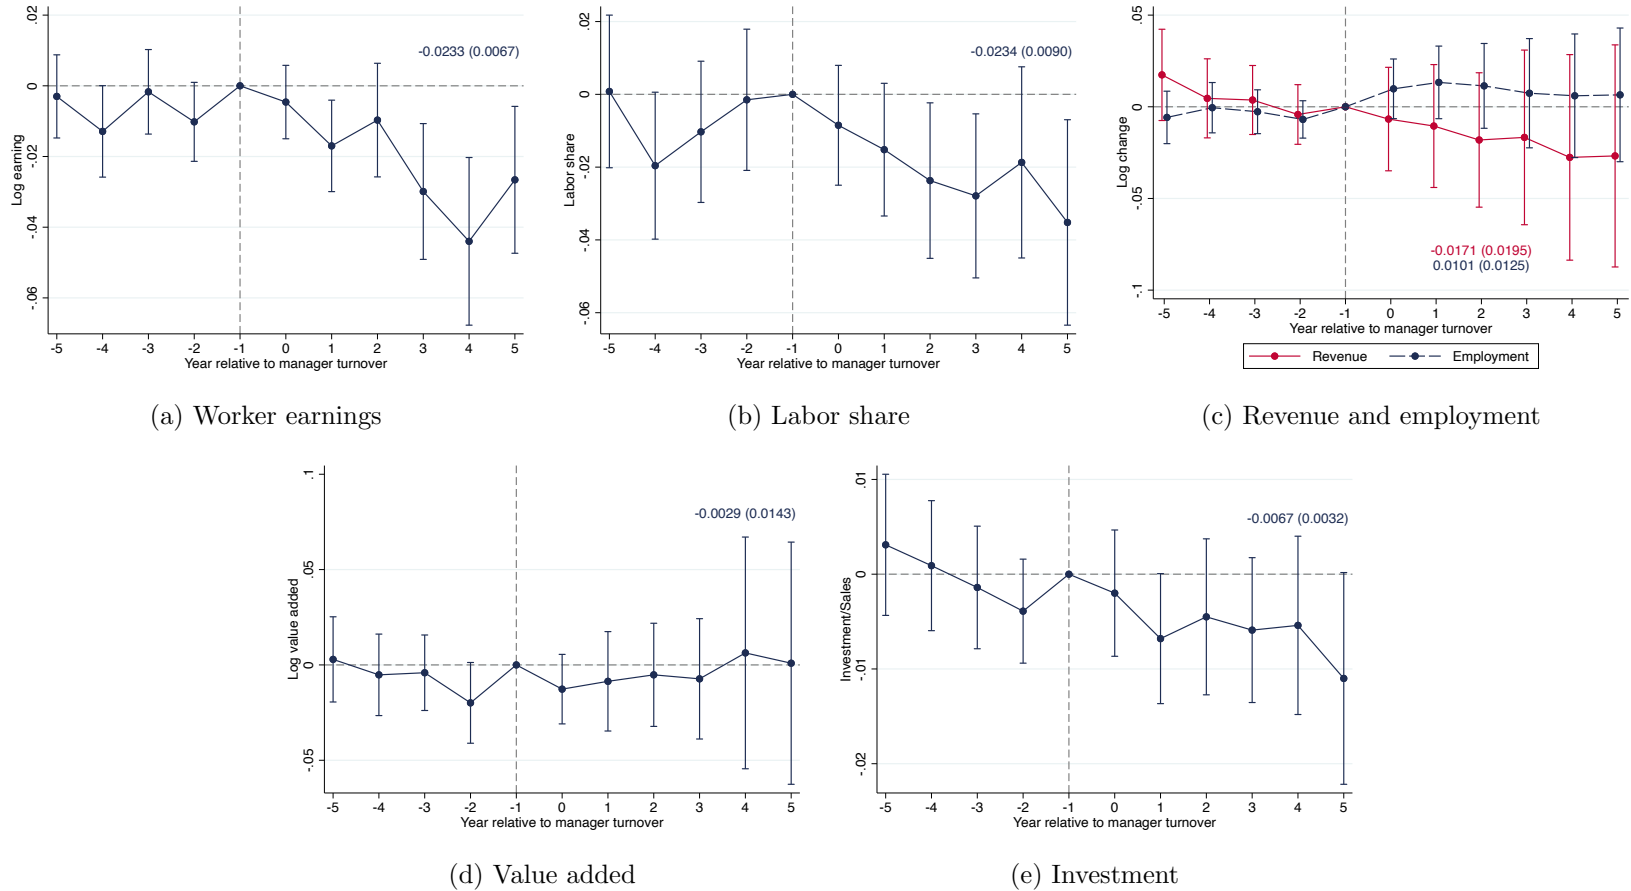 .02
0
-.02
-.04
-.06
Log earning
-0.0233 (0.0067)
-5 -4 -3 -2 -1 0 1 2 3 4 5
Year relative to manager turnover
(a) Worker earnings
.02
0
-.02
-.04
-.06
Labor share
-0.0234 (0.0090)
-5 -4 -3 -2 -1 0 1 2 3 4 5
Year relative to manager turnover
(b) Labor share
.05
0
-.05
-.1
Log change
-0.0171 (0.0195)
0.0101 (0.0125)
-5 -4 -3 -2 -1 0 1 2 3 4 5
Year relative to manager turnover
Revenue Employment
(c) Revenue and employment
.1
.05
0
-.05
Log value added
-0.0029 (0.0143)
-5 -4 -3 -2 -1 0 1 2 3 4 5
Year relative to manager turnover
(d) Value added
.01
0
-.01
-.02
Investment/Sales
-0.0067 (0.0032)
-5 -4 -3 -2 -1 0 1 2 3 4 5
Year relative to manager turnover
(e) Investment